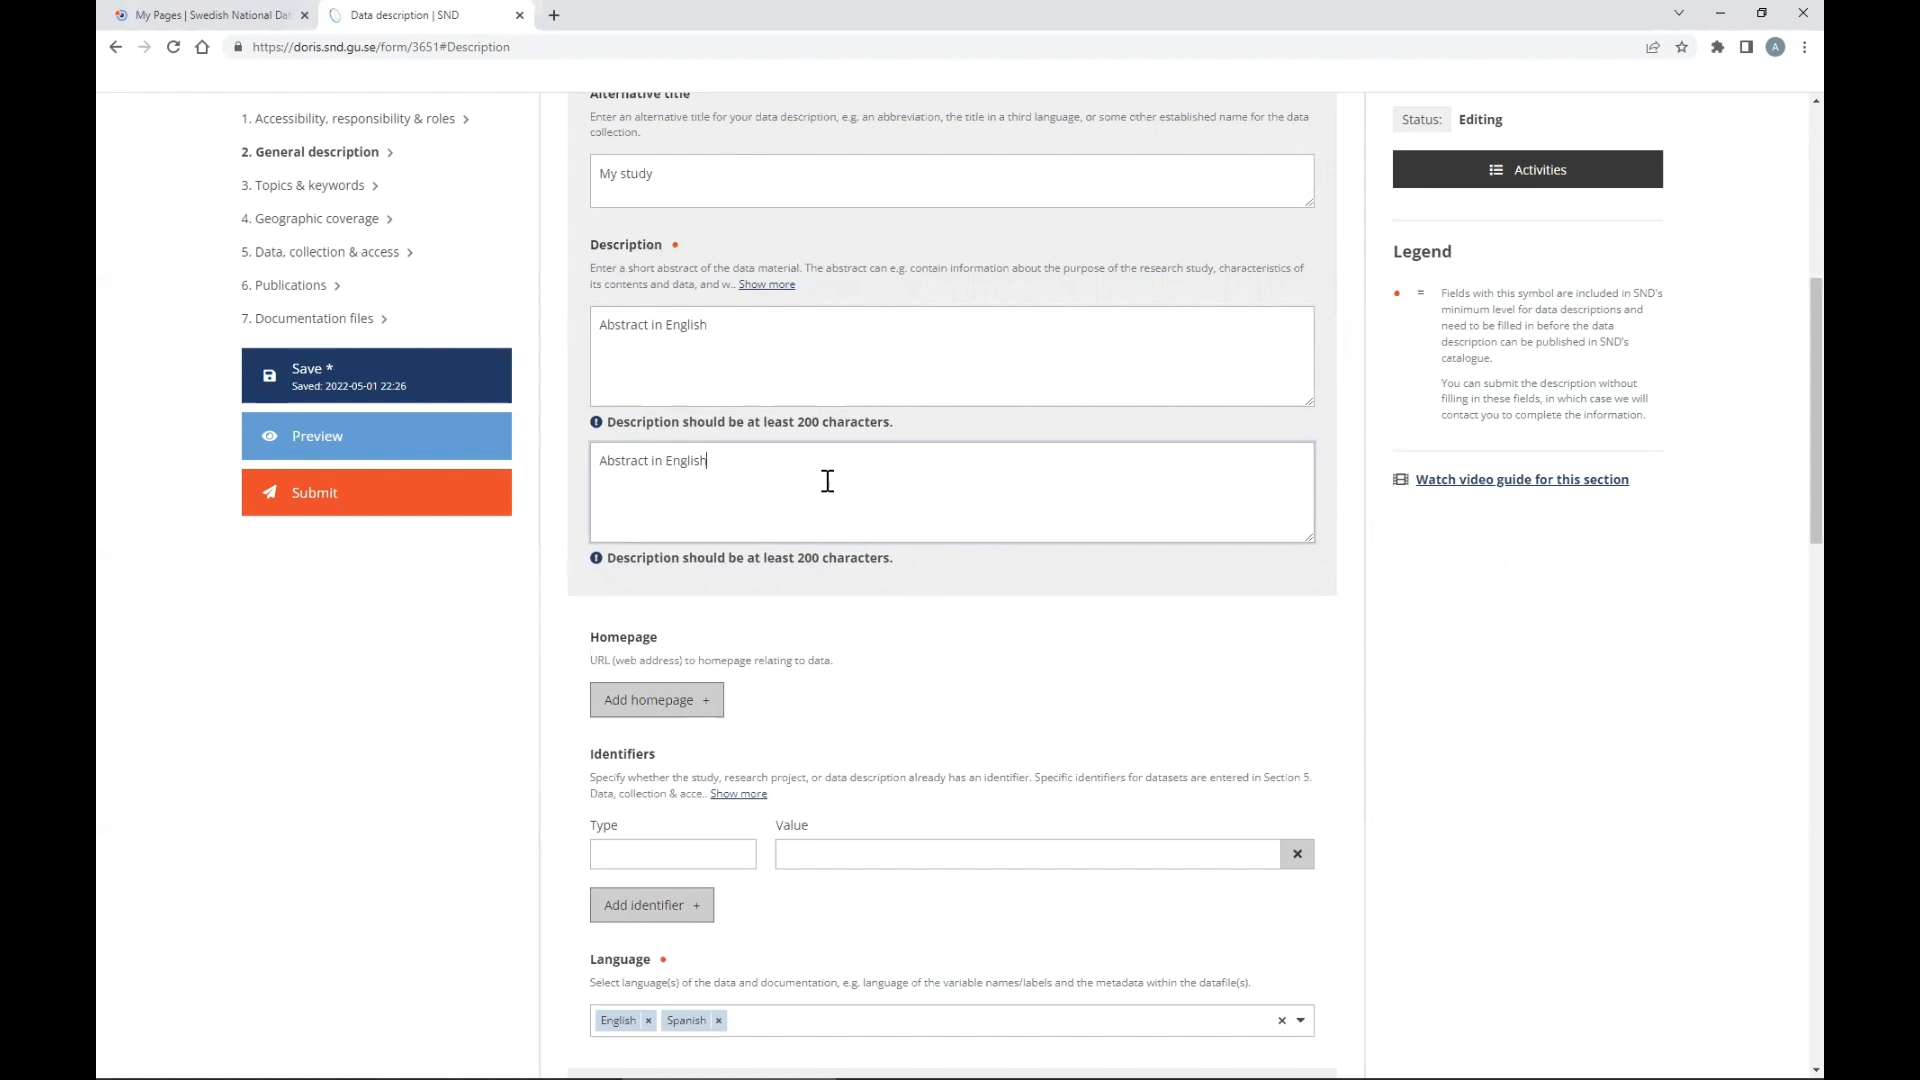 My Pages | Swedish National Dat
Data description | SND
https://doris.snd.gu.se/form/3651#Description
A
1. Accessibility, responsibility & roles
2. General description
3. Topics & keywords
4. Geographic coverage
5. Data, collection & access
6. Publications
7. Documentation files
Save *
Saved: 2022-05-01 22:26
Preview
Submit
Alternative title
Enter an alternative title for your data description, e.g. an abbreviation, the title in a third language, or some other established name for the data
collection.
My study
Description
Enter a short abstract of the data material. The abstract can e.g. contain information about the purpose of the research study, characteristics of
its contents and data, and w.. Show more
Abstract in English
Description should be at least 200 characters.
Abstract in English
Description should be at least 200 characters.
Homepage
URL (web address) to homepage relating to data.
Add homepage +
Identifiers
Specify whether the study, research project, or data description already has an identifier. Specific identifiers for datasets are entered in Section 5.
Data, collection & acce.. Show more
Type Value
Add identifier +
Language
Select language(s) of the data and documentation, e.g. language of the variable names/labels and the metadata within the datafile(s).
English × Spanish ×
Status: Editing
Activities
Legend
= Fields with this symbol are included in SND's
minimum level for data descriptions and
need to be filled in before the data
description can be published in SND's
catalogue.
You can submit the description without
filling in these fields, in which case we will
contact you to complete the information.
Watch video guide for this section